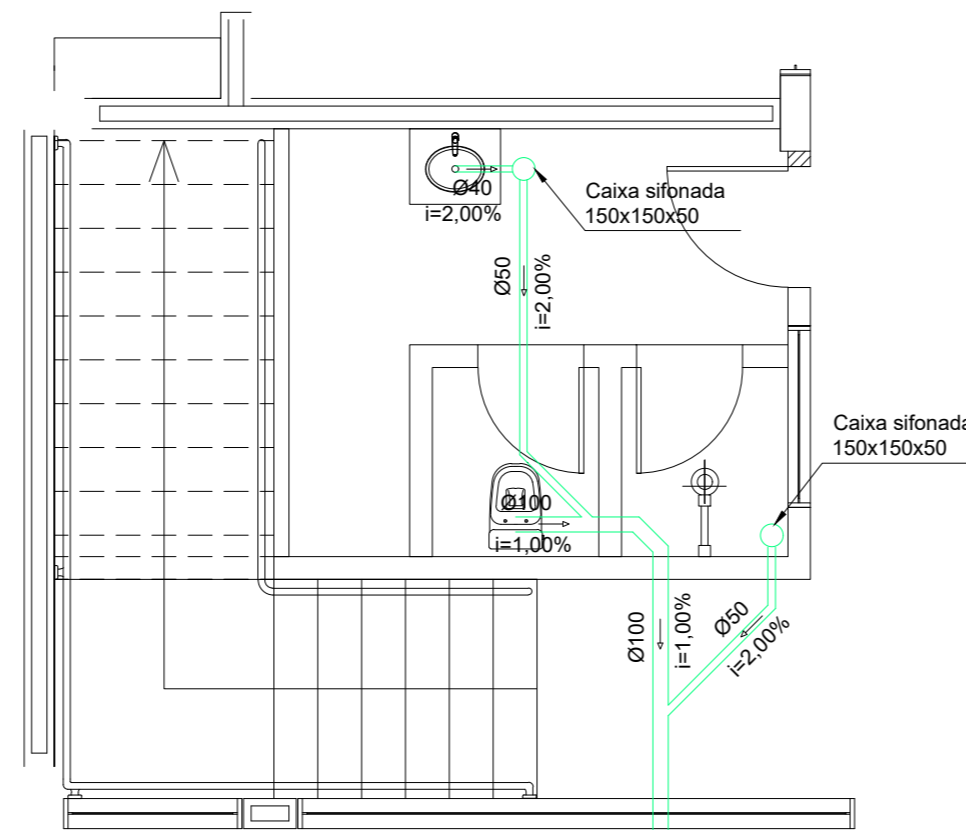 Caixa sifonada
150x150x50
Ø40
i=2,00%
Ø50
i=2,00%
Caixa sifonada
150x150x50
Ø100
i=1,00%
Ø100
i=1,00%
Ø50
i=2,00%